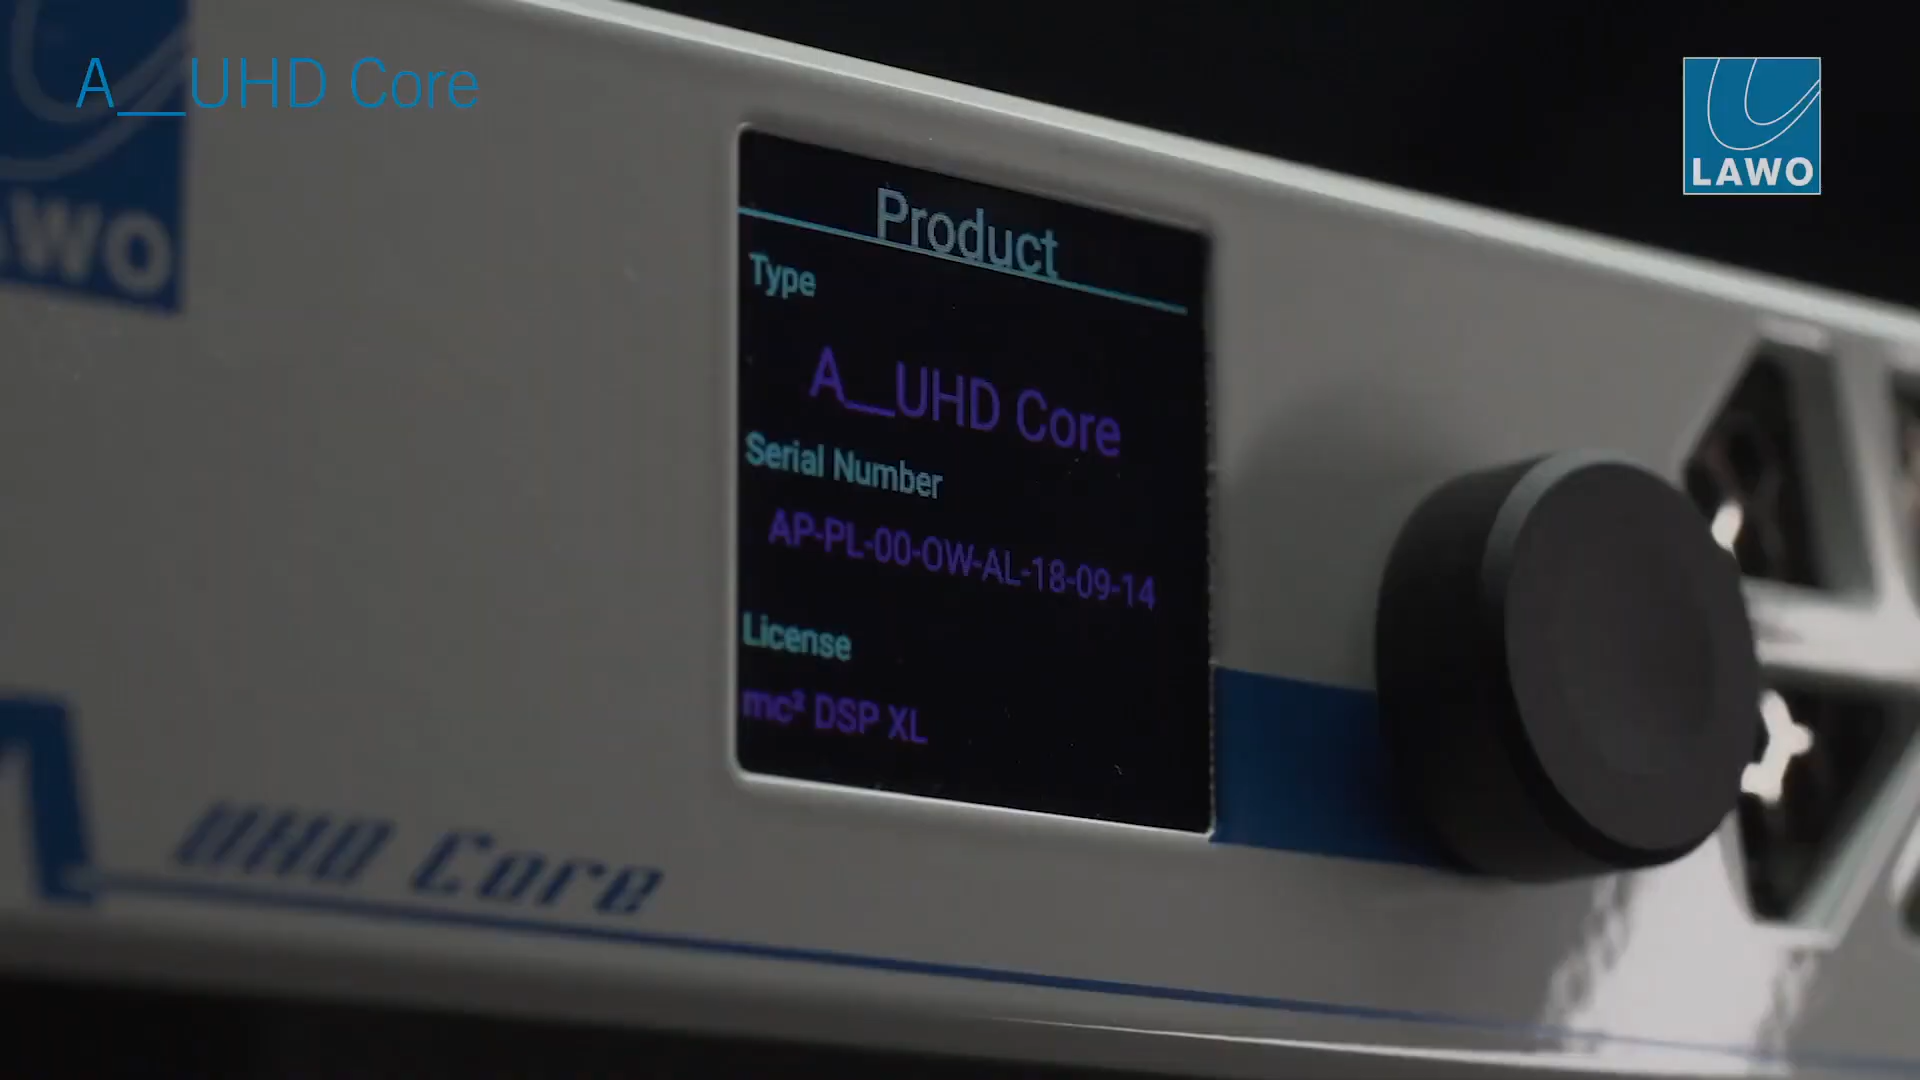 A__UHD Core
LAWO
AWO
Product
Type
A__UHD Core
Serial Number
AP-PL-00-OW-AL-18-09-14
License
mc² DSP XL
UHD Core